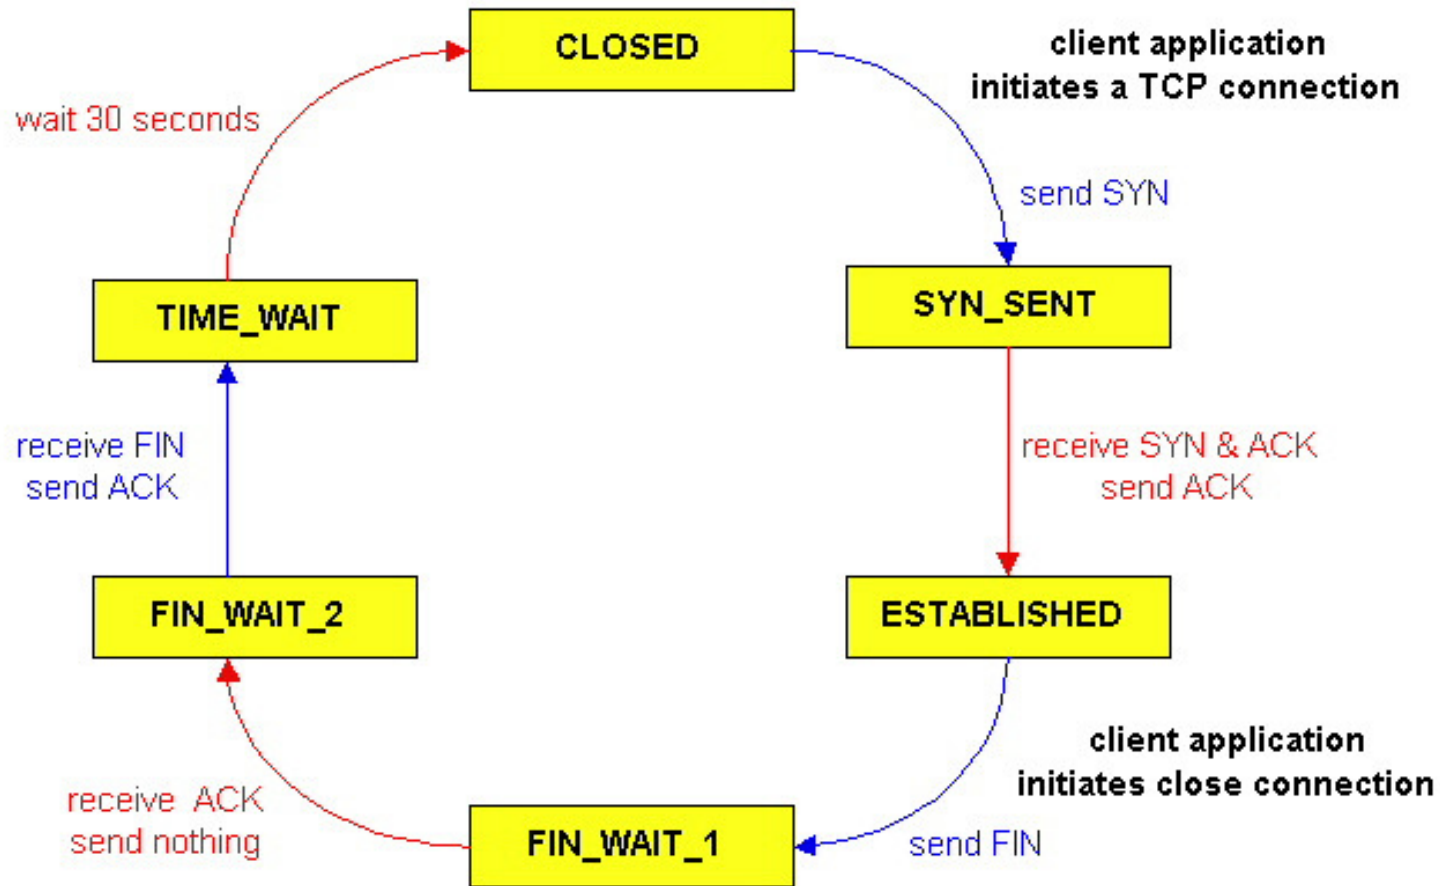 CLOSED
client application
initiates a TCP connection
wait 30 seconds
send SYN
TIME_WAIT
SYN_SENT
receive FIN
send ACK
receive SYN & ACK
send ACK
FIN_WAIT_2
ESTABLISHED
client application
initiates close connection
receive ACK
send nothing
FIN_WAIT_1
send FIN